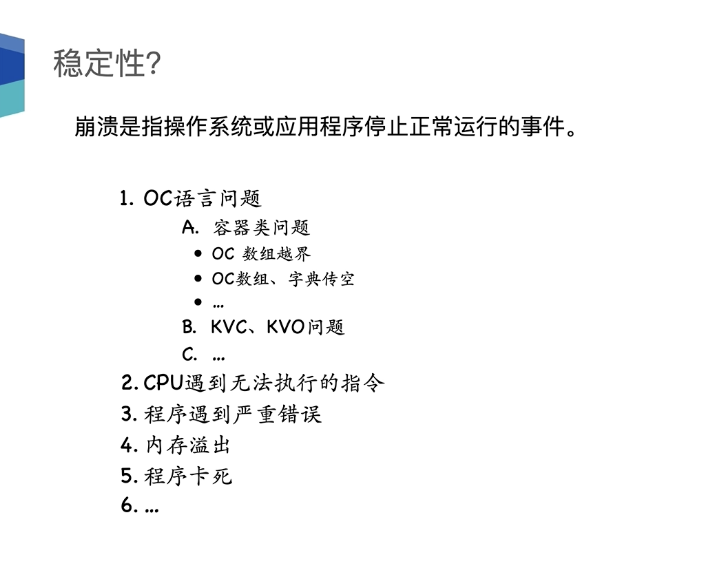 稳定性?
崩溃是指操作系统或应用程序停止正常运行的事件。
1. OC语言问题
A. 容器类问题
• OC 数组越界
• OC数组、字典传空
• ...
B. KVC、KVO问题
C. ...
2. CPU遇到无法执行的指令
3. 程序遇到严重错误
4. 内存溢出
5. 程序卡死
6. ...